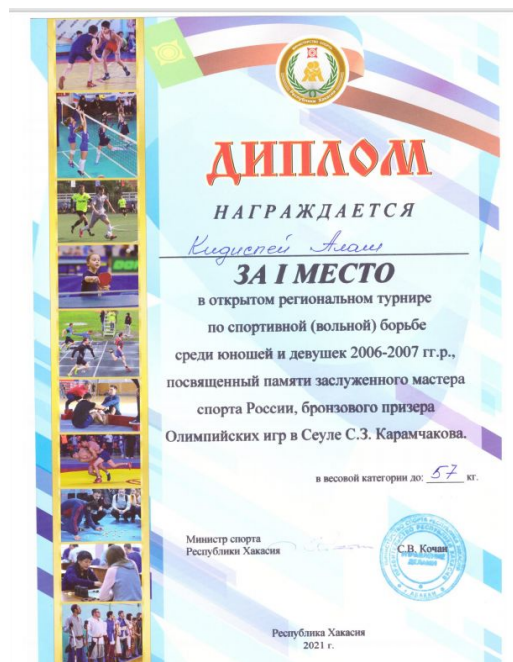 ДИПЛОМ
НАГРАЖДАЕТСЯ
Кидиспей Алаш
ЗА I МЕСТО
в открытом региональном турнире
по спортивной (вольной) борьбе
среди юношей и девушек 2006-2007 гг.р.,
посвященный памяти заслуженного мастера
спорта России, бронзового призера
Олимпийских игр в Сеуле С.З. Карамчакова.
в весовой категории до: 57 кг.
Министр спорта
Республики Хакасия
С.В. Кочан
Республика Хакасия
2021 г.